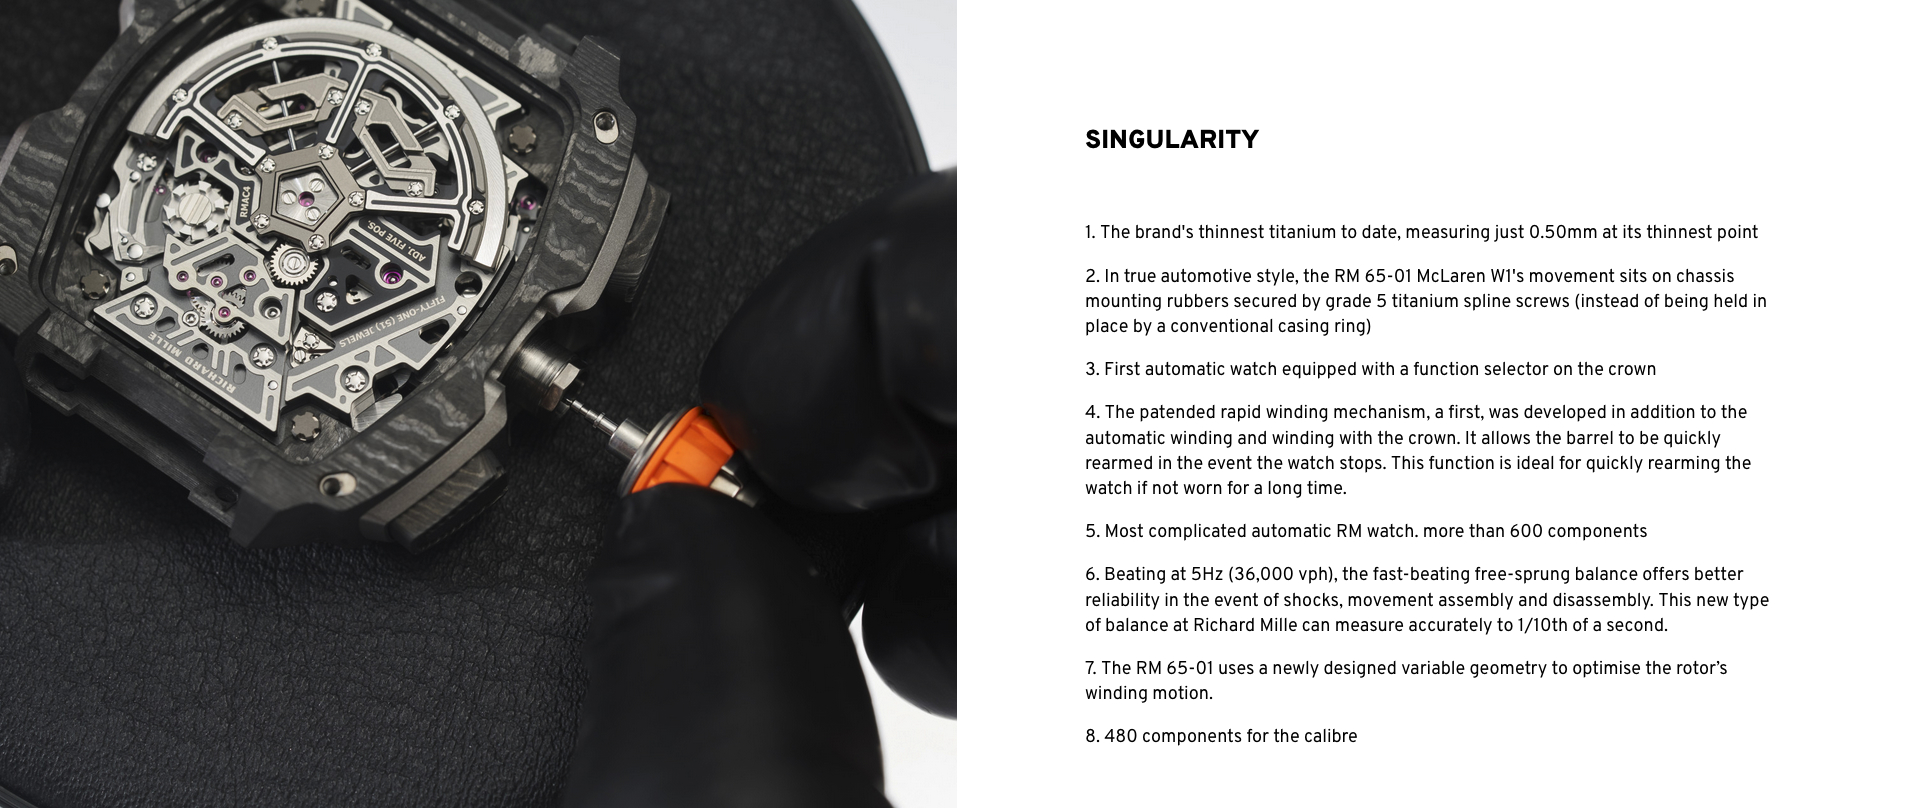 RMAC4
ADJ. FIVE POS.
FIFTY-ONE (51) JEWELS
RICHARD MILLE
SINGULARITY
1. The brand's thinnest titanium to date, measuring just 0.50mm at its thinnest point
2. In true automotive style, the RM 65-01 McLaren W1's movement sits on chassis
mounting rubbers secured by grade 5 titanium spline screws (instead of being held in
place by a conventional casing ring)
3. First automatic watch equipped with a function selector on the crown
4. The patended rapid winding mechanism, a first, was developed in addition to the
automatic winding and winding with the crown. It allows the barrel to be quickly
rearmed in the event the watch stops. This function is ideal for quickly rearming the
watch if not worn for a long time.
5. Most complicated automatic RM watch. more than 600 components
6. Beating at 5Hz (36,000 vph), the fast-beating free-sprung balance offers better
reliability in the event of shocks, movement assembly and disassembly. This new type
of balance at Richard Mille can measure accurately to 1/10th of a second.
7. The RM 65-01 uses a newly designed variable geometry to optimise the rotor’s
winding motion.
8. 480 components for the calibre